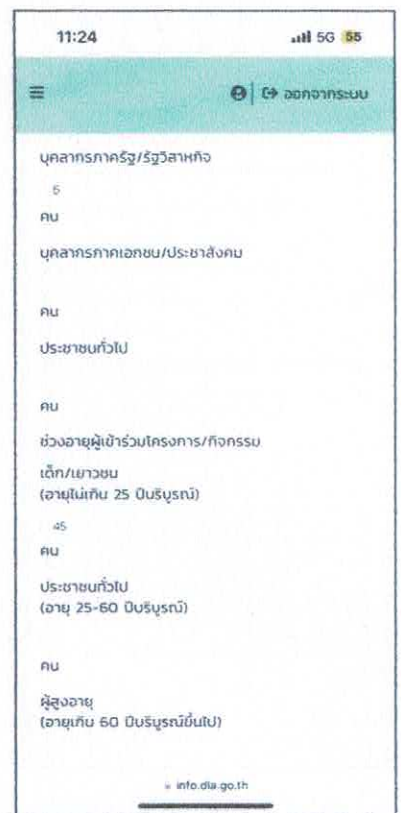 11:24 5G 55
ออกจากระบบ
บุคลากรภาครัฐ/รัฐวิสาหกิจ
5
คน
บุคลากรภาคเอกชน/ประชาสังคม
คน
ประชาชนทั่วไป
คน
ช่วงอายุผู้เข้าร่วมโครงการ/กิจกรรม
เด็ก/เยาวชน
(อายุไม่เกิน 25 ปีบริบูรณ์)
45
คน
ประชาชนทั่วไป
(อายุ 25-60 ปีบริบูรณ์)
คน
ผู้สูงอายุ
(อายุเกิน 60 ปีบริบูรณ์ขึ้นไป)
info.dla.go.th